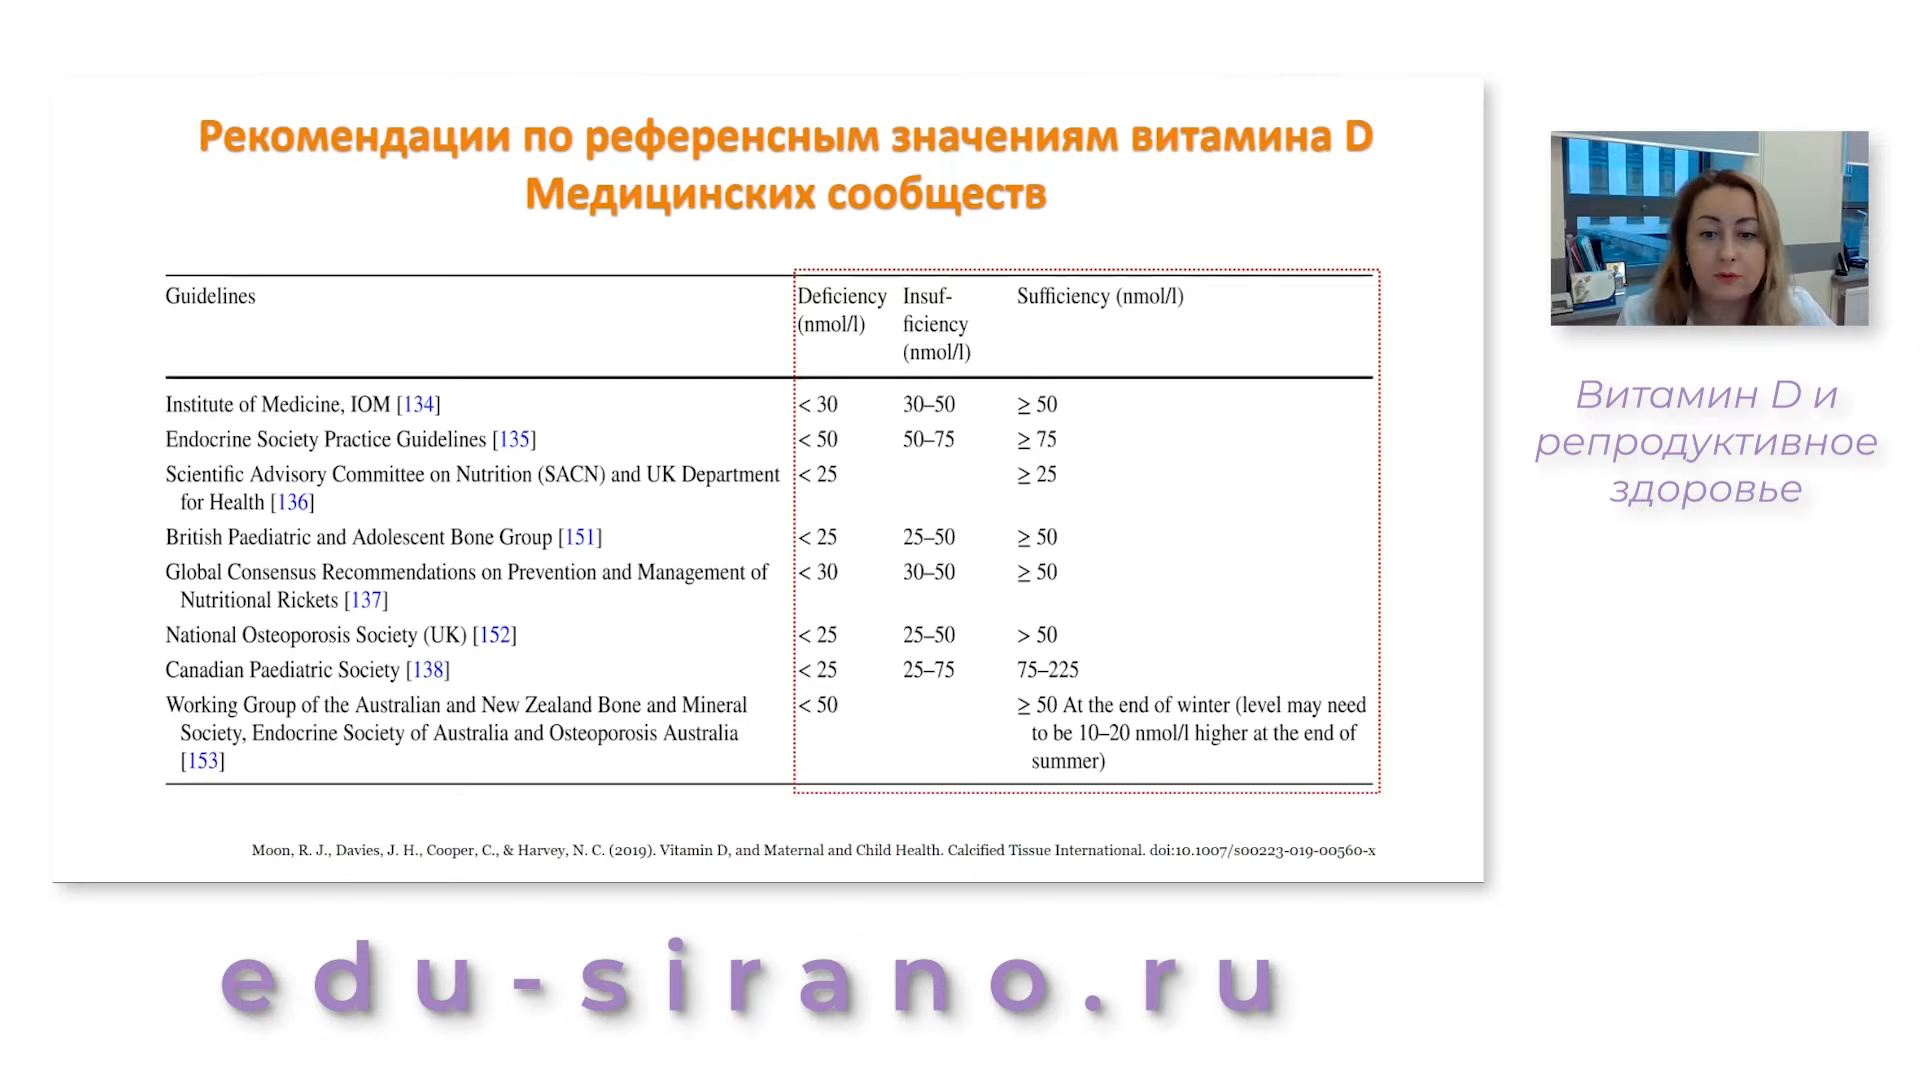 Рекомендации по референсным значениям витамина D
Медицинских сообществ
Guidelines Deficiency (nmol/l) Insuf-ficiency (nmol/l) Sufficiency (nmol/l)
Institute of Medicine, IOM [134] < 30 30–50 ≥ 50
Endocrine Society Practice Guidelines [135] < 50 50–75 ≥ 75
Scientific Advisory Committee on Nutrition (SACN) and UK Department < 25 ≥ 25
for Health [136]
British Paediatric and Adolescent Bone Group [151] < 25 25–50 ≥ 50
Global Consensus Recommendations on Prevention and Management of < 30 30–50 ≥ 50
Nutritional Rickets [137]
National Osteoporosis Society (UK) [152] < 25 25–50 > 50
Canadian Paediatric Society [138] < 25 25–75 75–225
Working Group of the Australian and New Zealand Bone and Mineral < 50 ≥ 50 At the end of winter (level may need
Society, Endocrine Society of Australia and Osteoporosis Australia to be 10–20 nmol/l higher at the end of
[153] summer)
Moon, R. J., Davies, J. H., Cooper, C., & Harvey, N. C. (2019). Vitamin D, and Maternal and Child Health. Calcified Tissue International. doi:10.1007/s00223-019-00560-x
Витамин D и
репродуктивное
здоровье
edu-sirano.ru